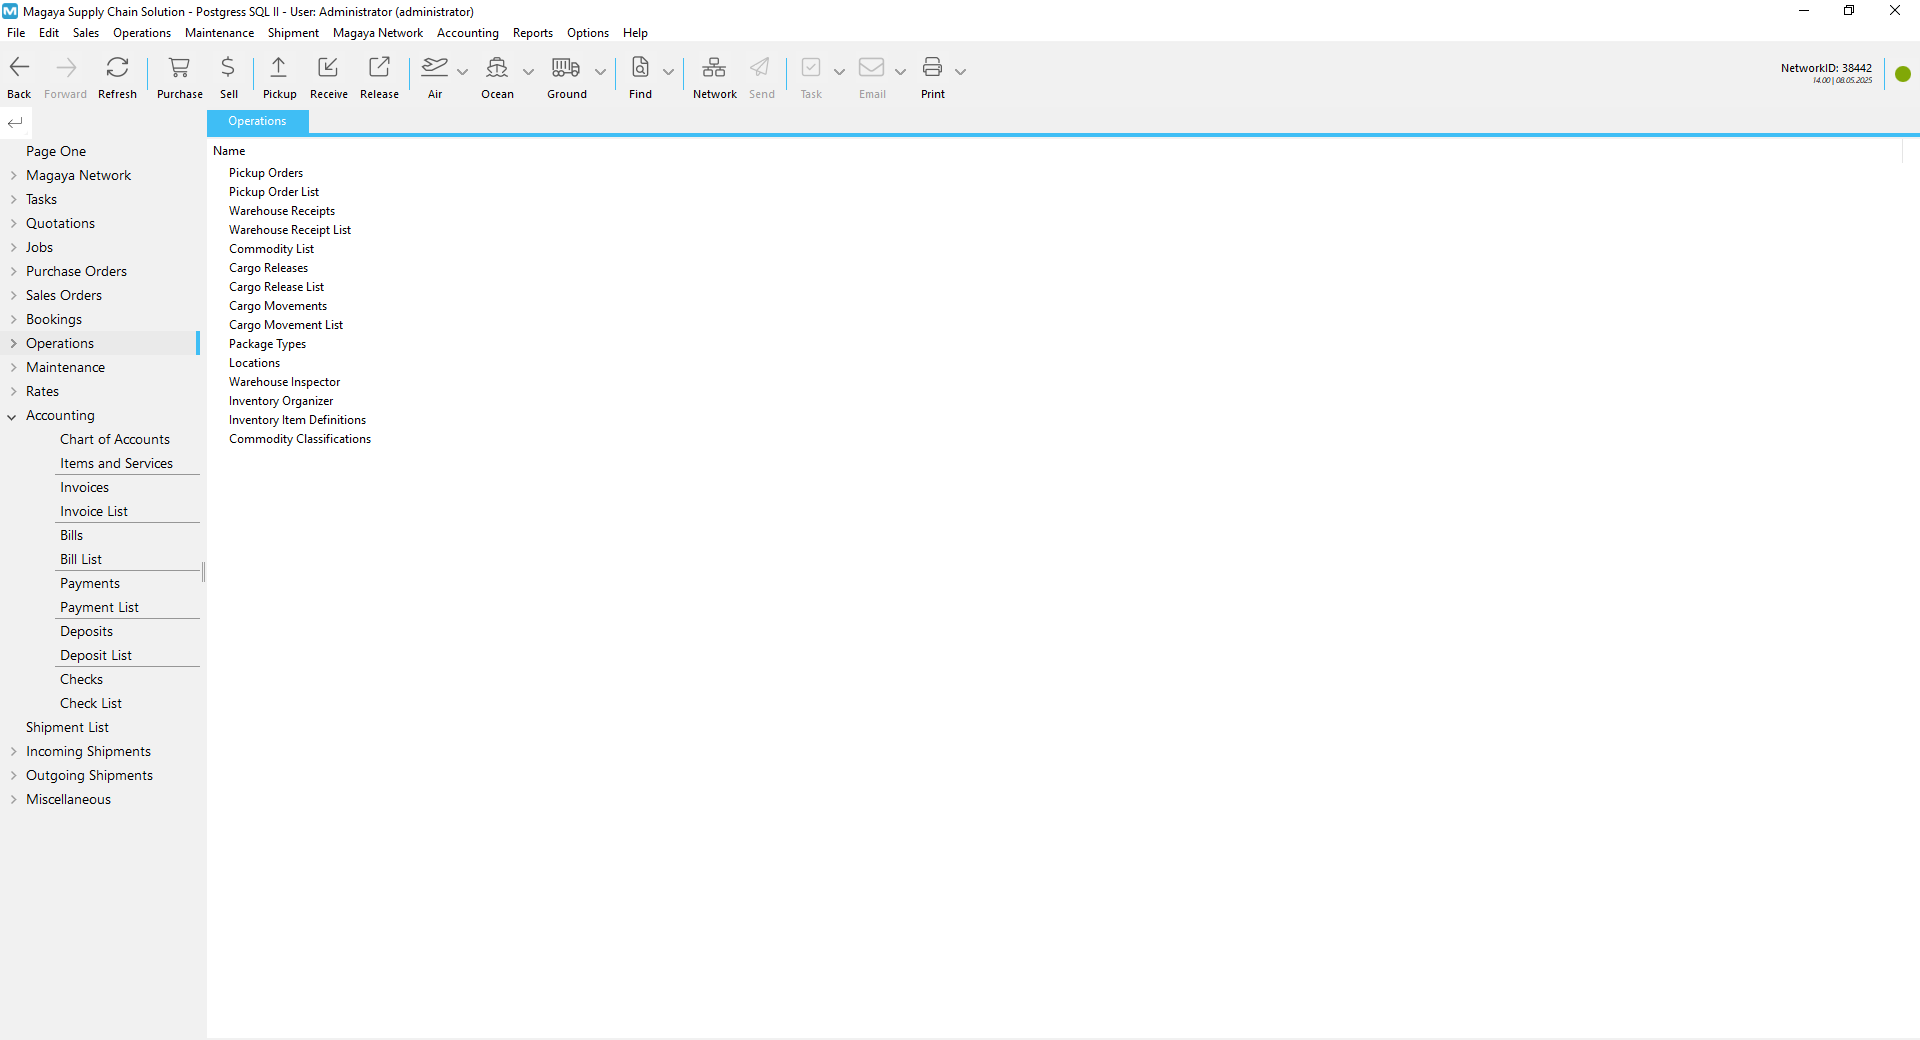 Magaya Supply Chain Solution - Postgress SQL II - User: Administrator (administrator)
File Edit Sales Operations Maintenance Shipment Magaya Network Accounting Reports Options Help
Back Forward Refresh Purchase Sell Pickup Receive Release Air Ocean Ground Find Network Send Task Email Print
NetworkID: 38442
14.00 | 08.05.2025
Page One
Magaya Network
Tasks
Quotations
Jobs
Purchase Orders
Sales Orders
Bookings
Operations
Maintenance
Rates
Accounting
Chart of Accounts
Items and Services
Invoices
Invoice List
Bills
Bill List
Payments
Payment List
Deposits
Deposit List
Checks
Check List
Shipment List
Incoming Shipments
Outgoing Shipments
Miscellaneous
Operations
Name
Pickup Orders
Pickup Order List
Warehouse Receipts
Warehouse Receipt List
Commodity List
Cargo Releases
Cargo Release List
Cargo Movements
Cargo Movement List
Package Types
Locations
Warehouse Inspector
Inventory Organizer
Inventory Item Definitions
Commodity Classifications